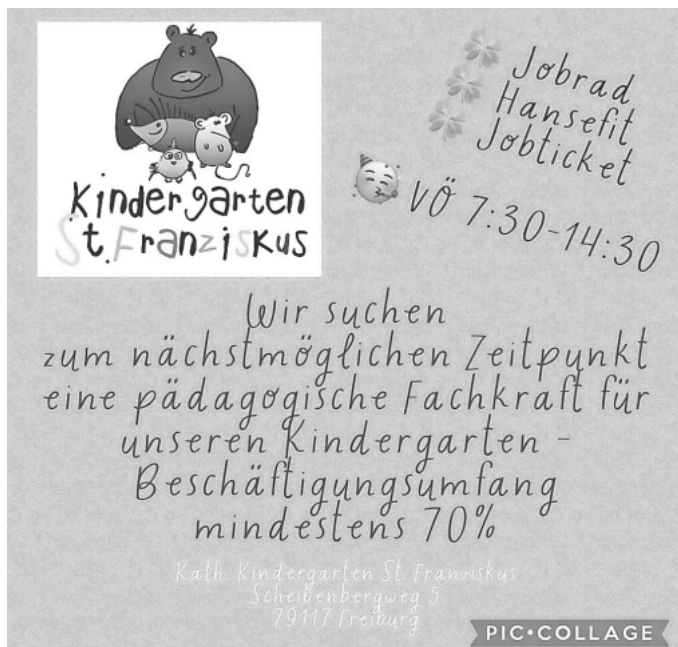 Kindergarten
St. Franziskus
Jobrad
Hansefit
Jobticket
VÖ 7:30-14:30
Wir suchen
zum nächstmöglichen Zeitpunkt
eine pädagogische Fachkraft für
unseren Kindergarten -
Beschäftigungsumfang
mindestens 70%
Kath. Kindergarten St. Franziskus
Scheibenbergweg 5
79117 Freiburg
PIC•COLLAGE